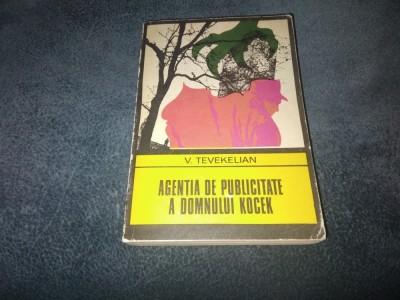 V. TEVEKELIAN
AGENTIA DE PUBLICITATE
A DOMNULUI KOCEK